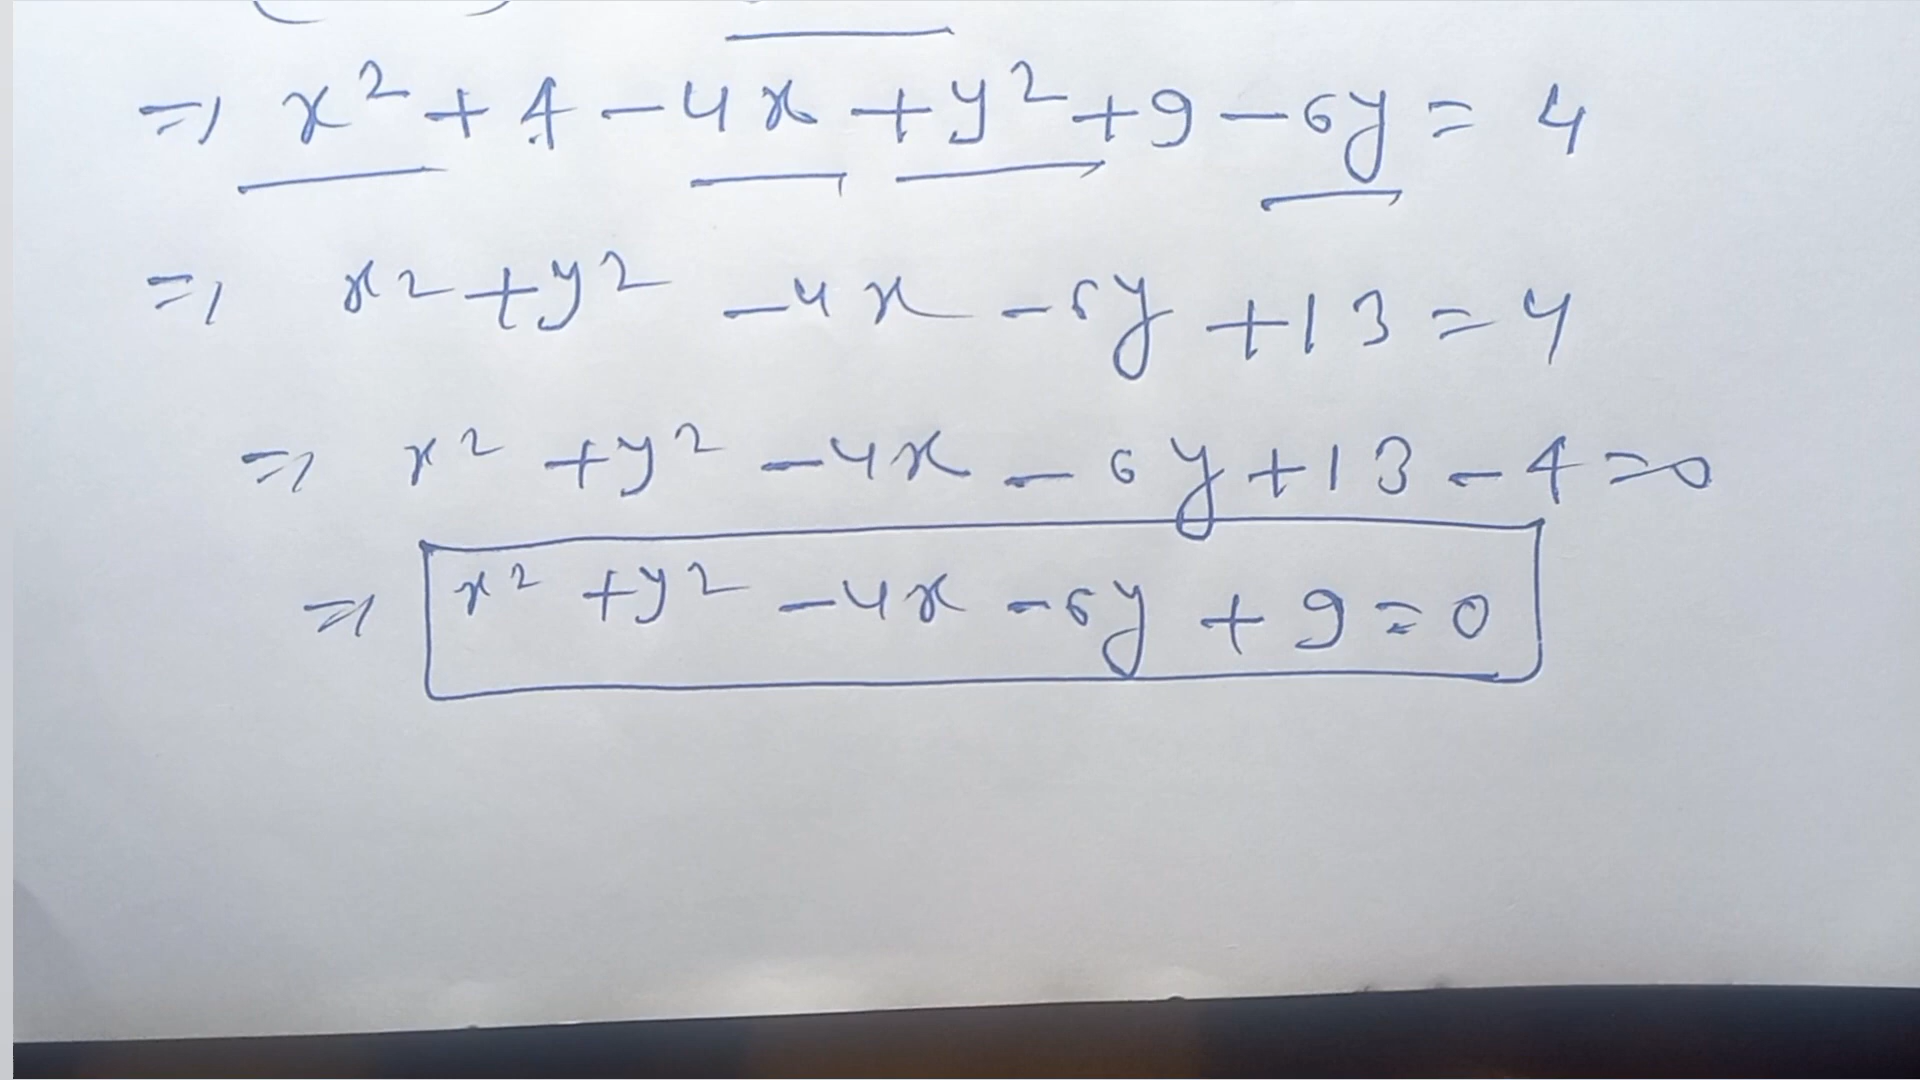 ⇒ x² + 4 - 4x + y² + 9 - 6y = 4
⇒ x² + y² - 4x - 6y + 13 = 4
⇒ x² + y² - 4x - 6y + 13 - 4 = 0
⇒ x² + y² - 4x - 6y + 9 = 0